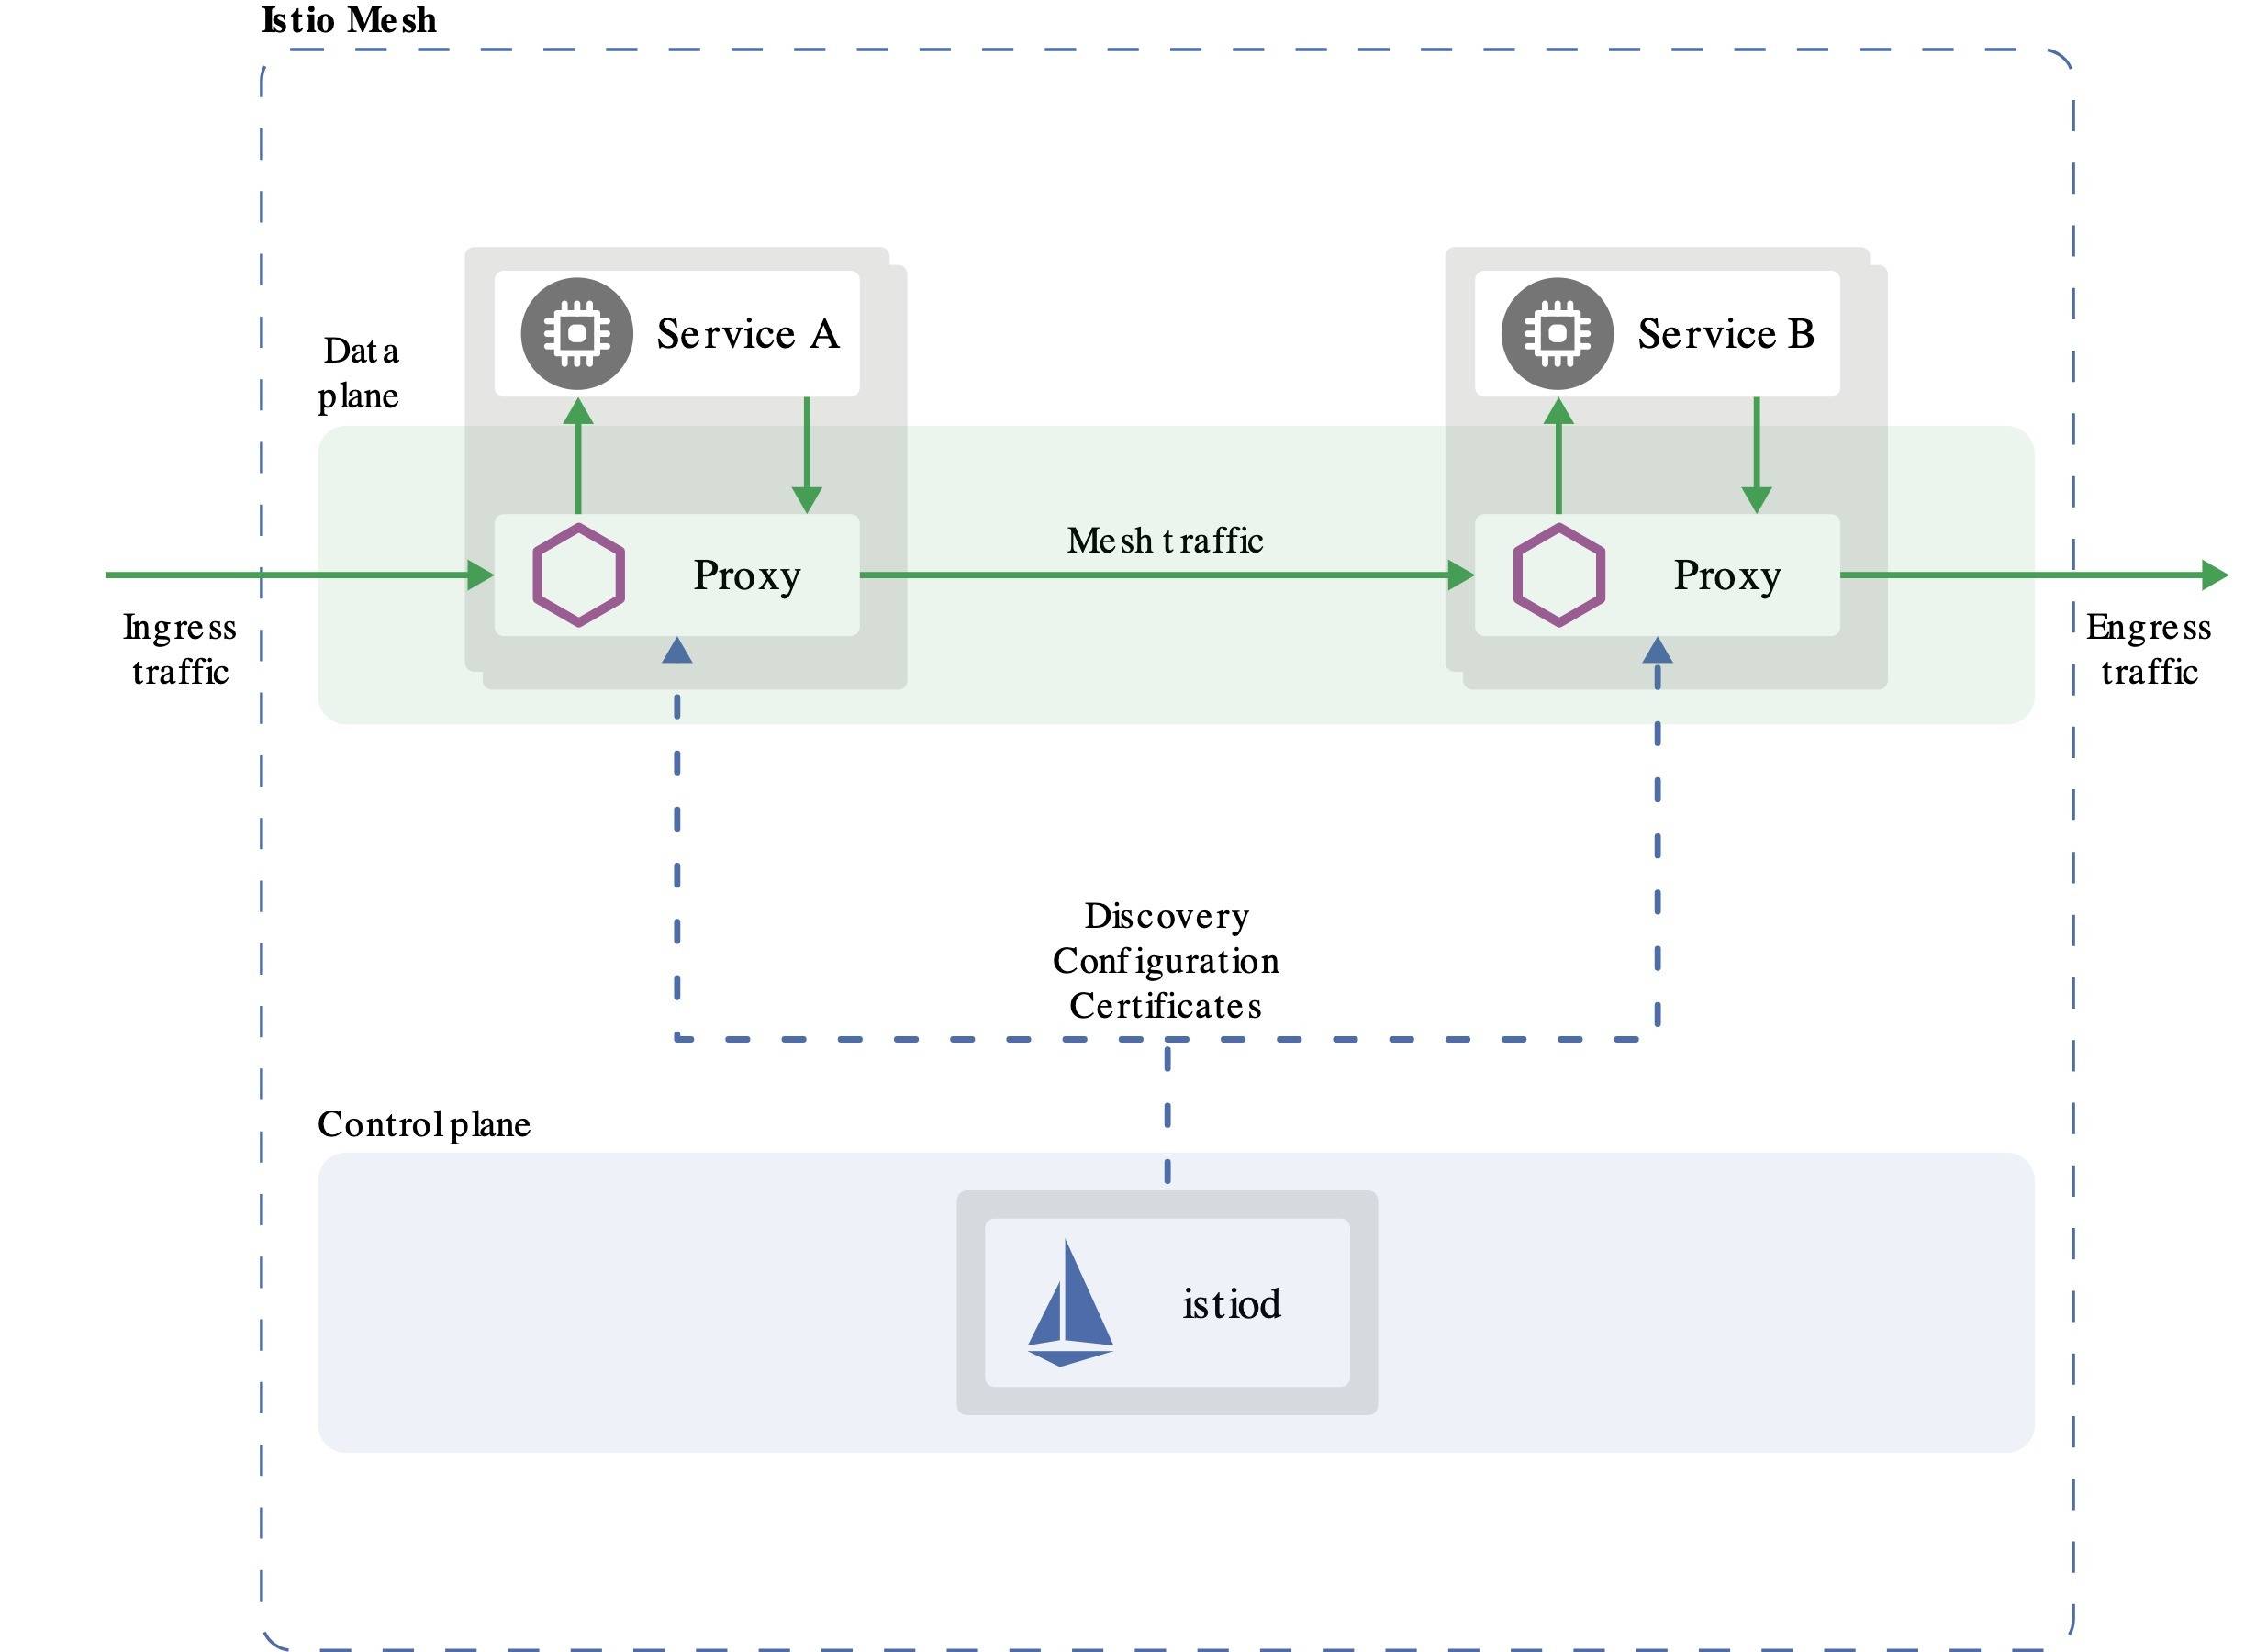 Istio Mesh
Service A
Service B
Data
plane
Mesh traffic
Proxy
Proxy
Ingress
traffic
Engress
traffic
Discovery
Configuration
Certificates
Control plane
istiod